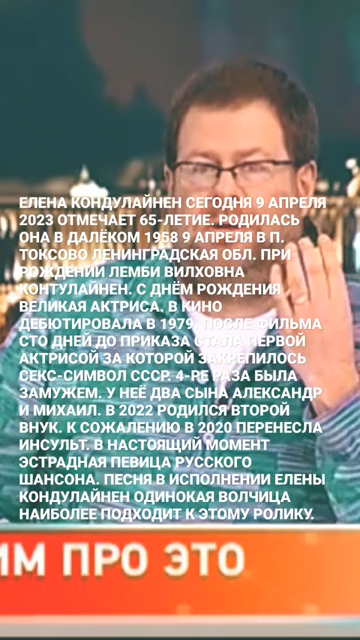 ЕЛЕНА КОНДУЛАЙНЕН СЕГОДНЯ 9 АПРЕЛЯ
2023 ОТМЕЧАЕТ 65-ЛЕТИЕ. РОДИЛАСЬ
ОНА В ДАЛЁКОМ 1958 9 АПРЕЛЯ В П.
ТОКСОВО ЛЕНИНГРАДСКАЯ ОБЛ. ПРИ
РОЖДЕНИИ ЛЕМБИ ВИЛХОВНА
КОНТУЛАЙНЕН. С ДНЁМ РОЖДЕНИЯ
ВЕЛИКАЯ АКТРИСА. В КИНО
ДЕБЮТИРОВАЛА В 1979. ПОСЛЕ ФИЛЬМА
СТО ДНЕЙ ДО ПРИКАЗА СТАЛА ПЕРВОЙ
АКТРИСОЙ ЗА КОТОРОЙ ЗАКРЕПИЛОСЬ
СЕКС-СИМВОЛ СССР. 4-РЕ РАЗА БЫЛА
ЗАМУЖЕМ. У НЕЁ ДВА СЫНА АЛЕКСАНДР
И МИХАИЛ. В 2022 РОДИЛСЯ ВТОРОЙ
ВНУК. К СОЖАЛЕНИЮ В 2020 ПЕРЕНЕСЛА
ИНСУЛЬТ. В НАСТОЯЩИЙ МОМЕНТ
ЭСТРАДНАЯ ПЕВИЦА РУССКОГО
ШАНСОНА. ПЕСНЯ В ИСПОЛНЕНИИ ЕЛЕНЫ
КОНДУЛАЙНЕН ОДИНОКАЯ ВОЛЧИЦА
НАИБОЛЕЕ ПОДХОДИТ К ЭТОМУ РОЛИКУ.
ИМ ПРО ЭТО